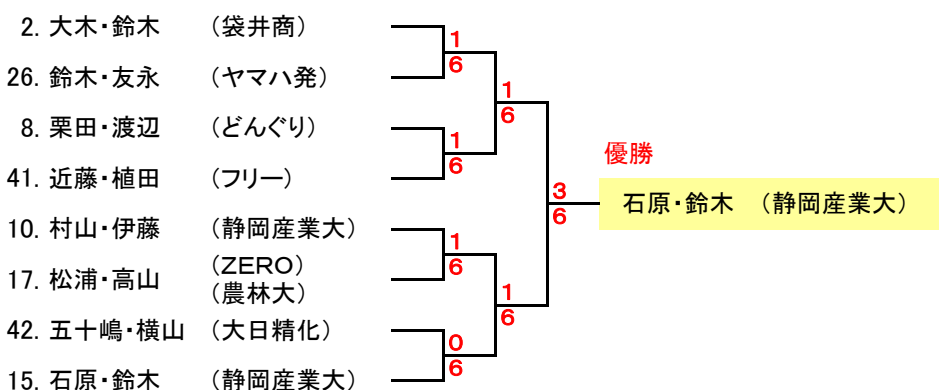 2. 大木・鈴木 (袋井商)
1
6
26. 鈴木・友永 (ヤマハ発)
1
6
8. 栗田・渡辺 (どんぐり)
1
6
41. 近藤・植田 (フリー)
優勝
3
6
石原・鈴木 (静岡産業大)
10. 村山・伊藤 (静岡産業大)
1
6
17. 松浦・高山 (ZERO)
(農林大)
1
6
42. 五十嶋・横山 (大日精化)
0
6
15. 石原・鈴木 (静岡産業大)